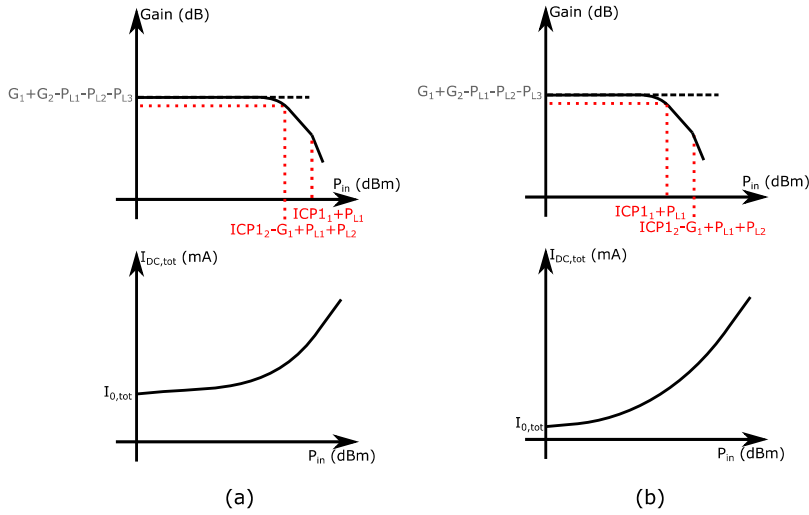 Gain (dB)
G1+G2-PL1-PL2-PL3
Pin (dBm)
ICP11+PL1
ICP12-G1+PL1+PL2
IDC,tot (mA)
I0,tot
Pin (dBm)
(a)
Gain (dB)
G1+G2-PL1-PL2-PL3
Pin (dBm)
ICP11+PL1
ICP12-G1+PL1+PL2
IDC,tot (mA)
I0,tot
Pin (dBm)
(b)